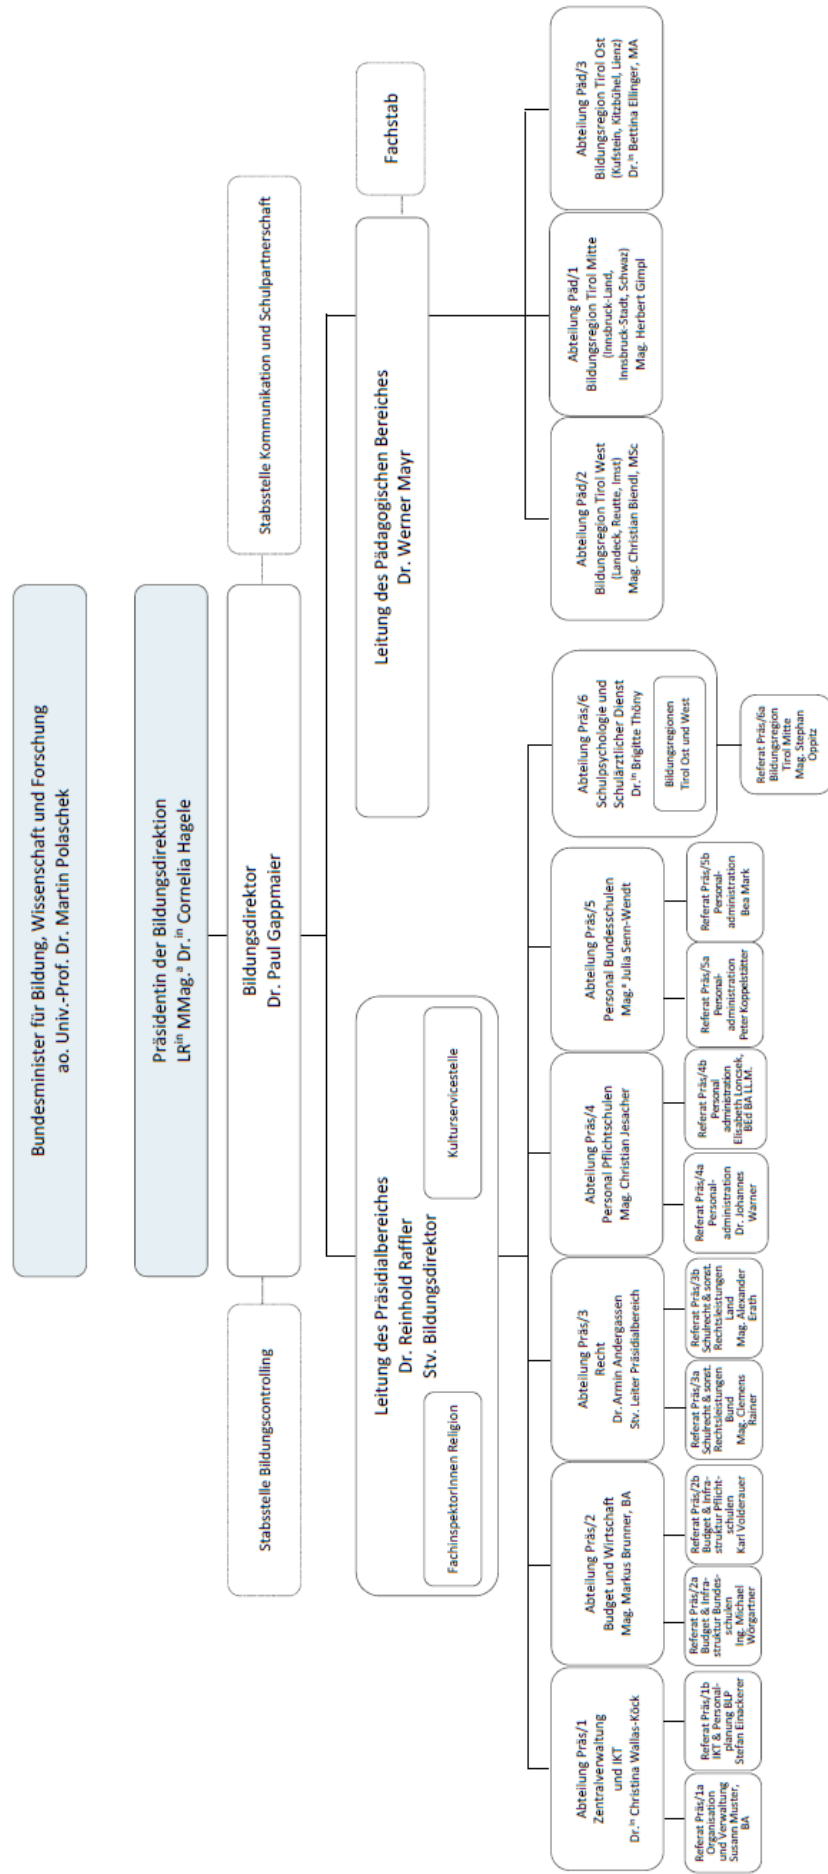 Bundesminister für Bildung, Wissenschaft und Forschung
ao. Univ.-Prof. Dr. Martin Polaschek
Präsidentin der Bildungsdirektion
LRin MMag.a Dr.in Cornelia Hagele
Stabsstelle Bildungscontrolling
Bildungsdirektor
Dr. Paul Gappmaier
Stabsstelle Kommunikation und Schulpartnerschaft
Leitung des Präsidialbereiches
Dr. Reinhold Raffler
Stv. Bildungsdirektor
FachinspektorInnen Religion
Kulturservicestelle
Leitung des Pädagogischen Bereiches
Dr. Werner Mayr
Fachstab
Abteilung Präs/1
Zentralverwaltung
und IKT
Dr.in Christina Wallas-Köck
Abteilung Präs/2
Budget und Wirtschaft
Mag. Markus Brunner, BA
Abteilung Präs/3
Recht
Dr. Armin Andergassen
Stv. Leiter Präsidialbereich
Abteilung Präs/4
Personal Pflichtschulen
Mag. Christian Jesacher
Abteilung Präs/5
Personal Bundesschulen
Mag.a Julia Senn-Wendt
Abteilung Präs/6
Schulpsychologie und
Schulärztlicher Dienst
Dr.in Brigitte Thöny
Bildungsregionen
Tirol Ost und West
Abteilung Päd/2
Bildungsregion Tirol West
(Landeck, Reutte, Imst)
Mag. Christian Biendl, MSc
Abteilung Päd/1
Bildungsregion Tirol Mitte
(Innsbruck-Land,
Innsbruck-Stadt, Schwaz)
Mag. Herbert Gimpl
Abteilung Päd/3
Bildungsregion Tirol Ost
(Kufstein, Kitzbühel, Lienz)
Dr.in Bettina Ellinger, MA
Referat Präs/1a
Organisation
und Verwaltung
Susann Muster,
BA
Referat Präs/1b
IKT & Personal-
planung BLP
Stefan Einackerer
Referat Präs/2a
Budget & Infra-
struktur Bundes-
schulen
Ing. Michael
Wörgartner
Referat Präs/2b
Budget & Infra-
struktur Pflicht-
schulen
Karl Volderauer
Referat Präs/3a
Schulrecht & sonst.
Rechtsleistungen
Bund
Mag. Clemens
Rainer
Referat Präs/3b
Schulrecht & sonst.
Rechtsleistungen
Land
Mag. Alexander
Erath
Referat Präs/4a
Personal-
administration
Dr. Johannes
Warner
Referat Präs/4b
Personal
administration
Elisabeth Loncsek,
BEd BA LL.M.
Referat Präs/5a
Personal-
administration
Peter Koppelstätter
Referat Präs/5b
Personal-
administration
Bea Mark
Referat Präs/6a
Bildungsregion
Tirol Mitte
Mag. Stephan
Oppitz